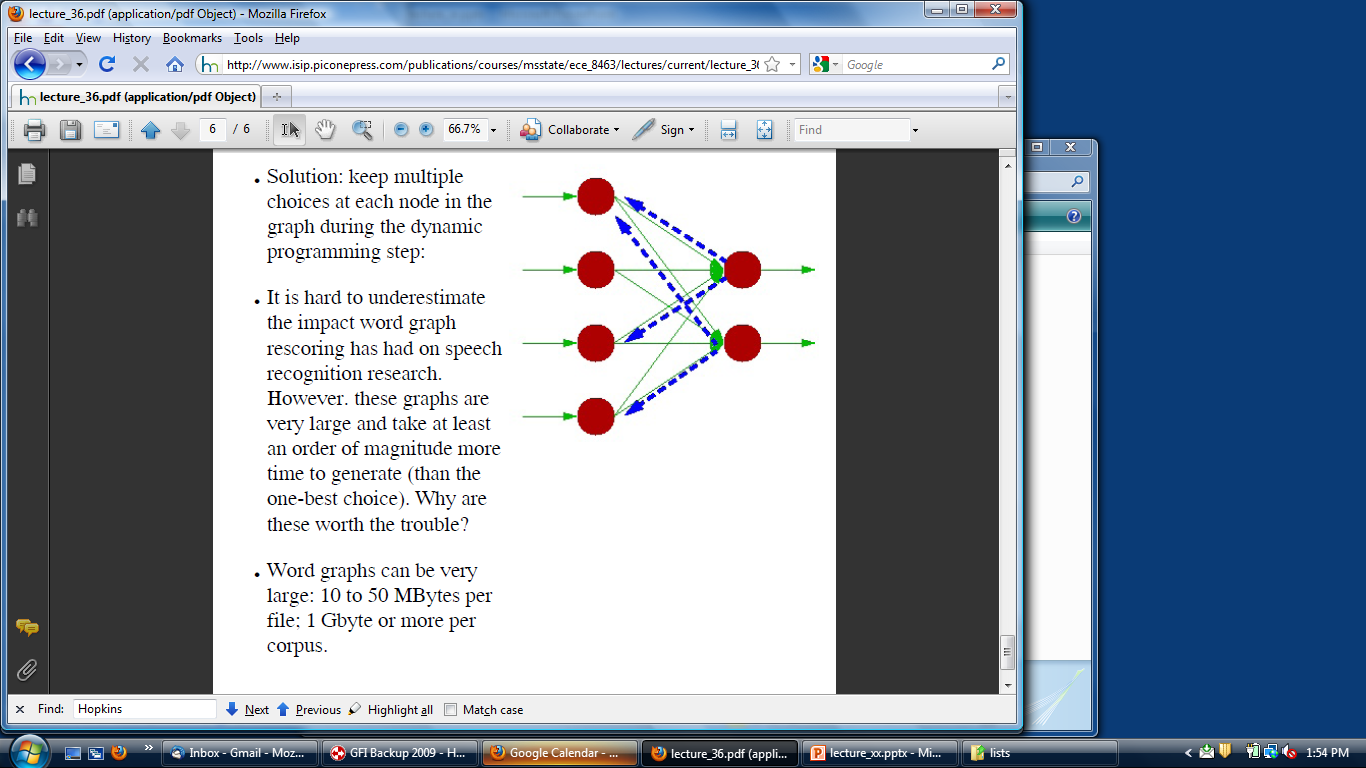 lecture_36.pdf (application/pdf Object) - Mozilla Firefox
File Edit View History Bookmarks Tools Help
http://www.isip.piconepress.com/publications/courses/msstate/ece_8463/lectures/current/lecture_3 Google
lecture_36.pdf (application/pdf Object)
6 / 6 66.7% Collaborate Sign Find
• Solution: keep multiple
choices at each node in the
graph during the dynamic
programming step:
• It is hard to underestimate
the impact word graph
rescoring has had on speech
recognition research.
However. these graphs are
very large and take at least
an order of magnitude more
time to generate (than the
one-best choice). Why are
these worth the trouble?
• Word graphs can be very
large: 10 to 50 MBytes per
file; 1 Gbyte or more per
corpus.
Find: Hopkins Next Previous Highlight all Match case
Inbox - Gmail - Moz... GFI Backup 2009 - H... Google Calendar - ... lecture_36.pdf (appli... lecture_xx.pptx - Mi... lists 1:54 PM